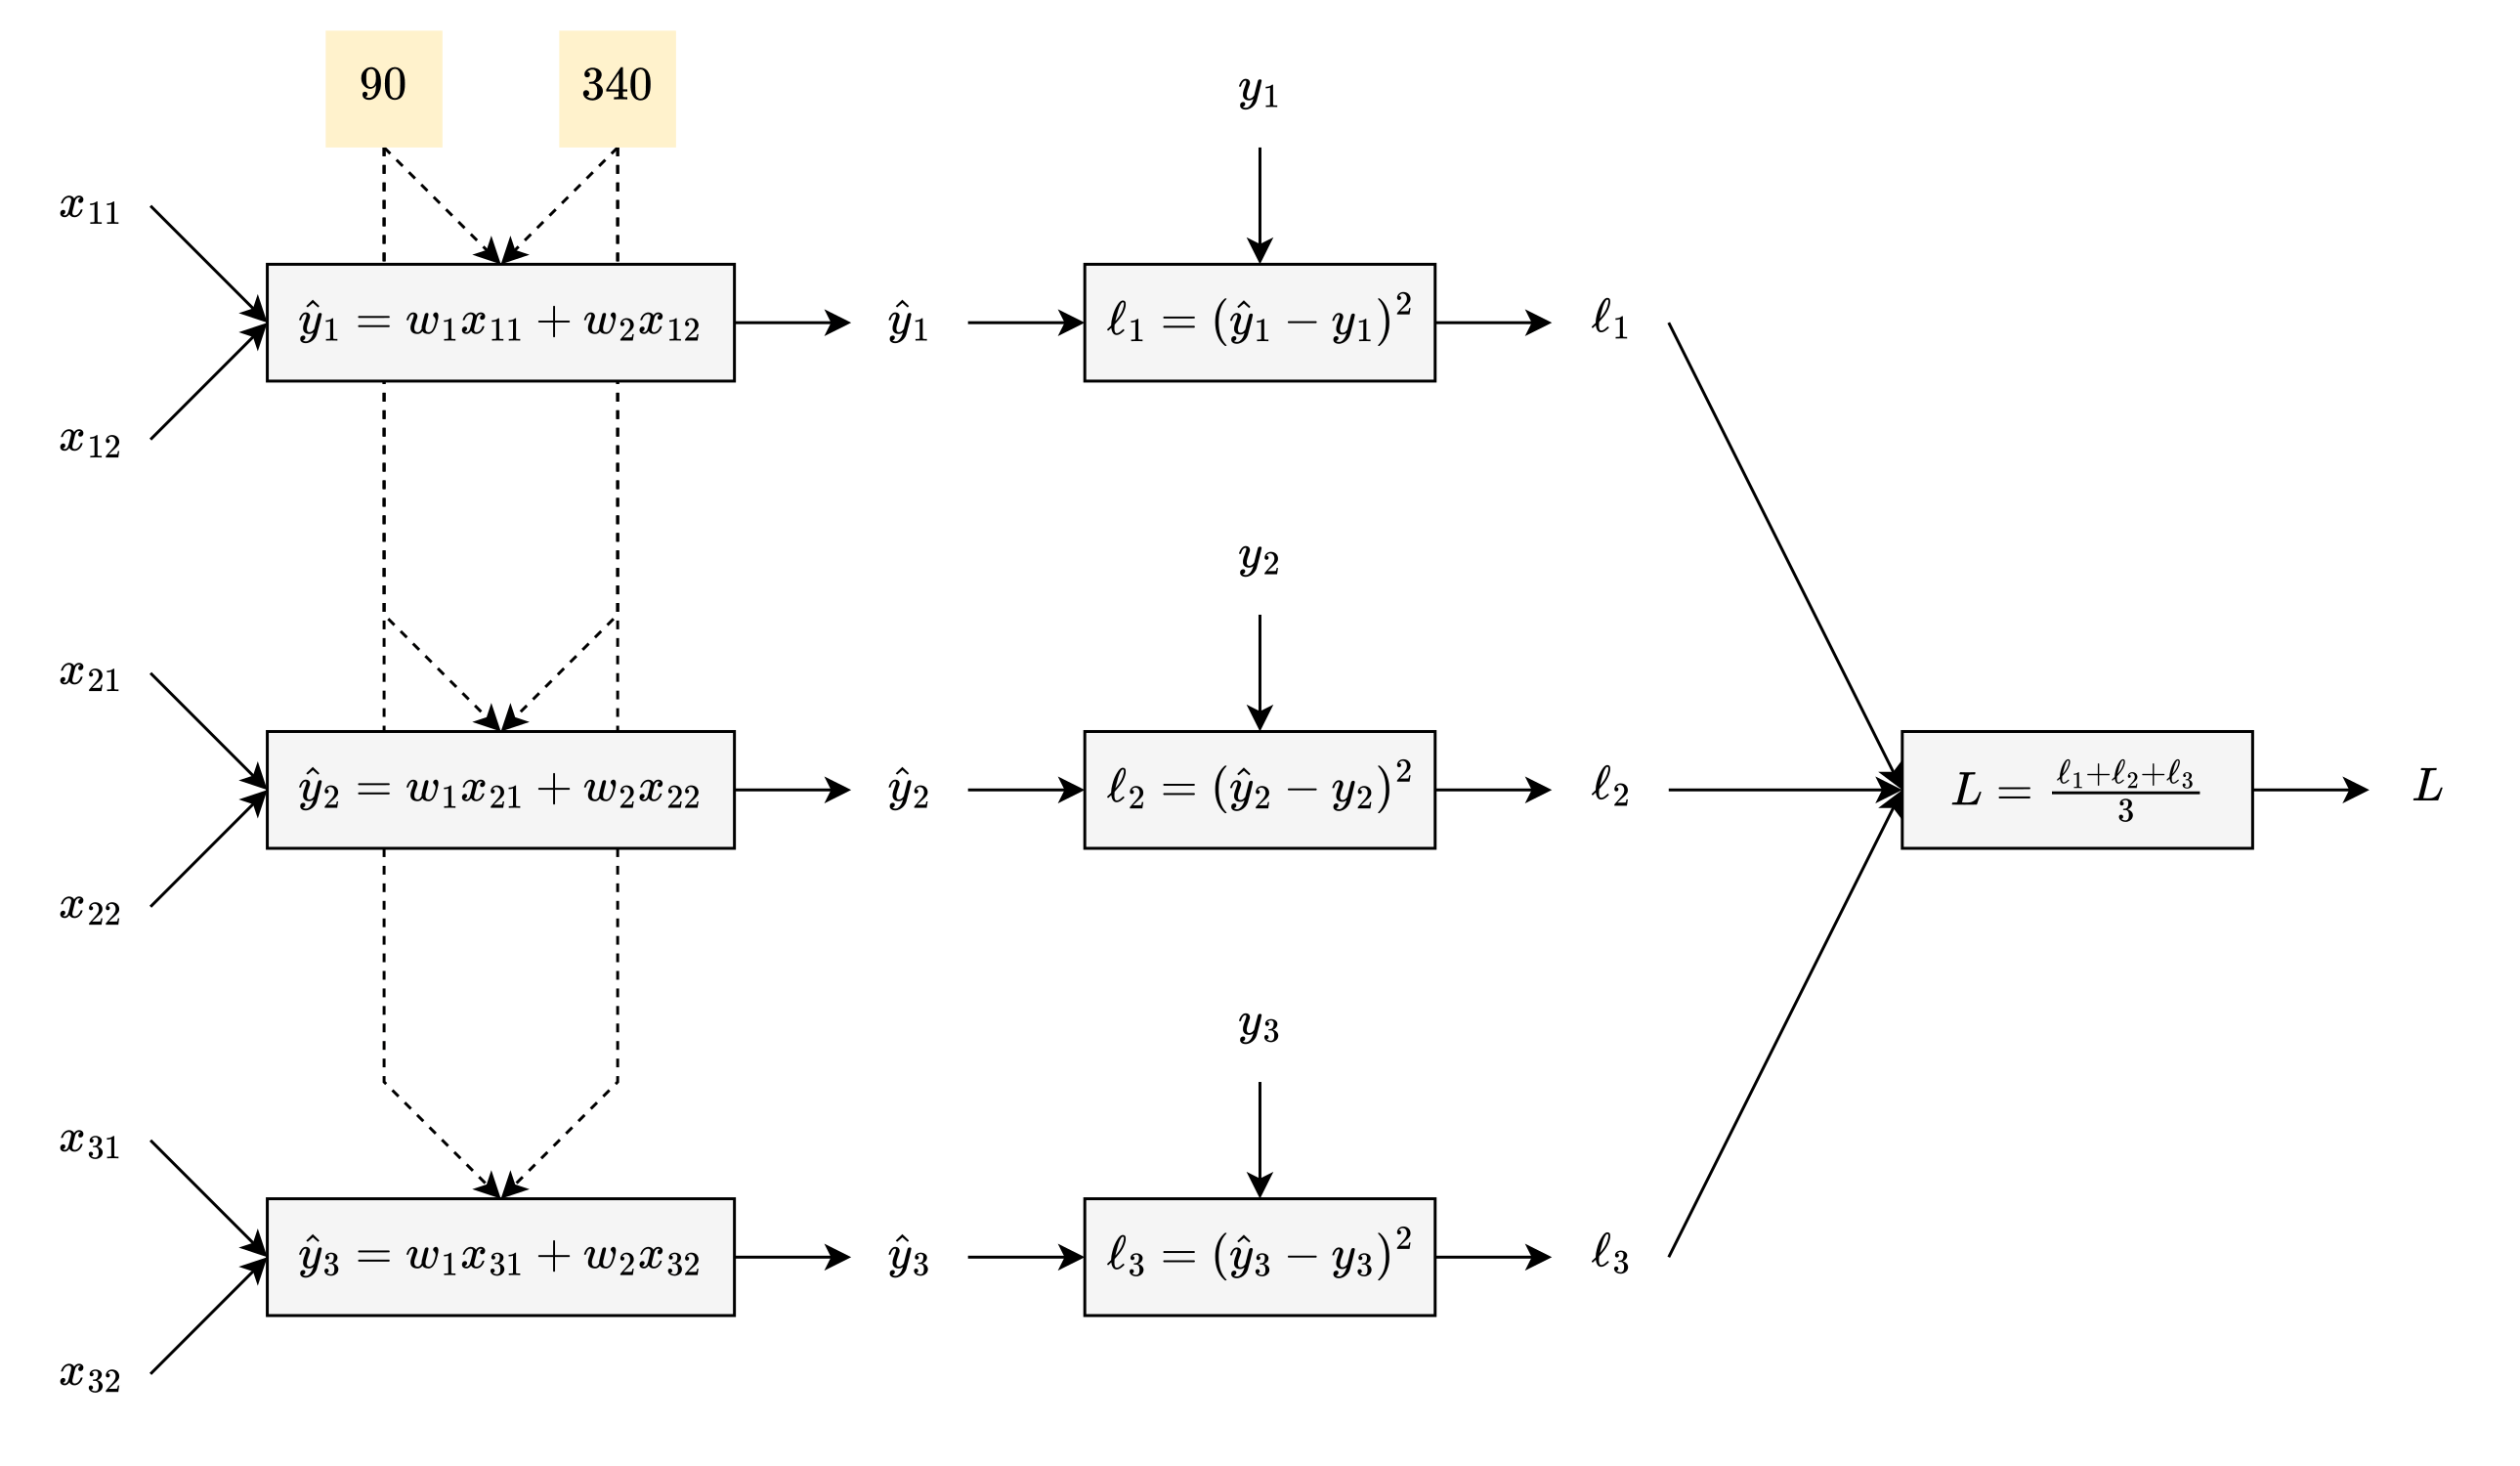 90 340
y₁
x₁₁
ŷ₁ = w₁x₁₁ + w₂x₁₂
ŷ₁
ℓ₁ = (ŷ₁ − y₁)²
ℓ₁
x₁₂
y₂
x₂₁
ŷ₂ = w₁x₂₁ + w₂x₂₂
ŷ₂
ℓ₂ = (ŷ₂ − y₂)²
ℓ₂
L = \frac{ℓ₁+ℓ₂+ℓ₃}{3}
L
x₂₂
y₃
x₃₁
ŷ₃ = w₁x₃₁ + w₂x₃₂
ŷ₃
ℓ₃ = (ŷ₃ − y₃)²
ℓ₃
x₃₂